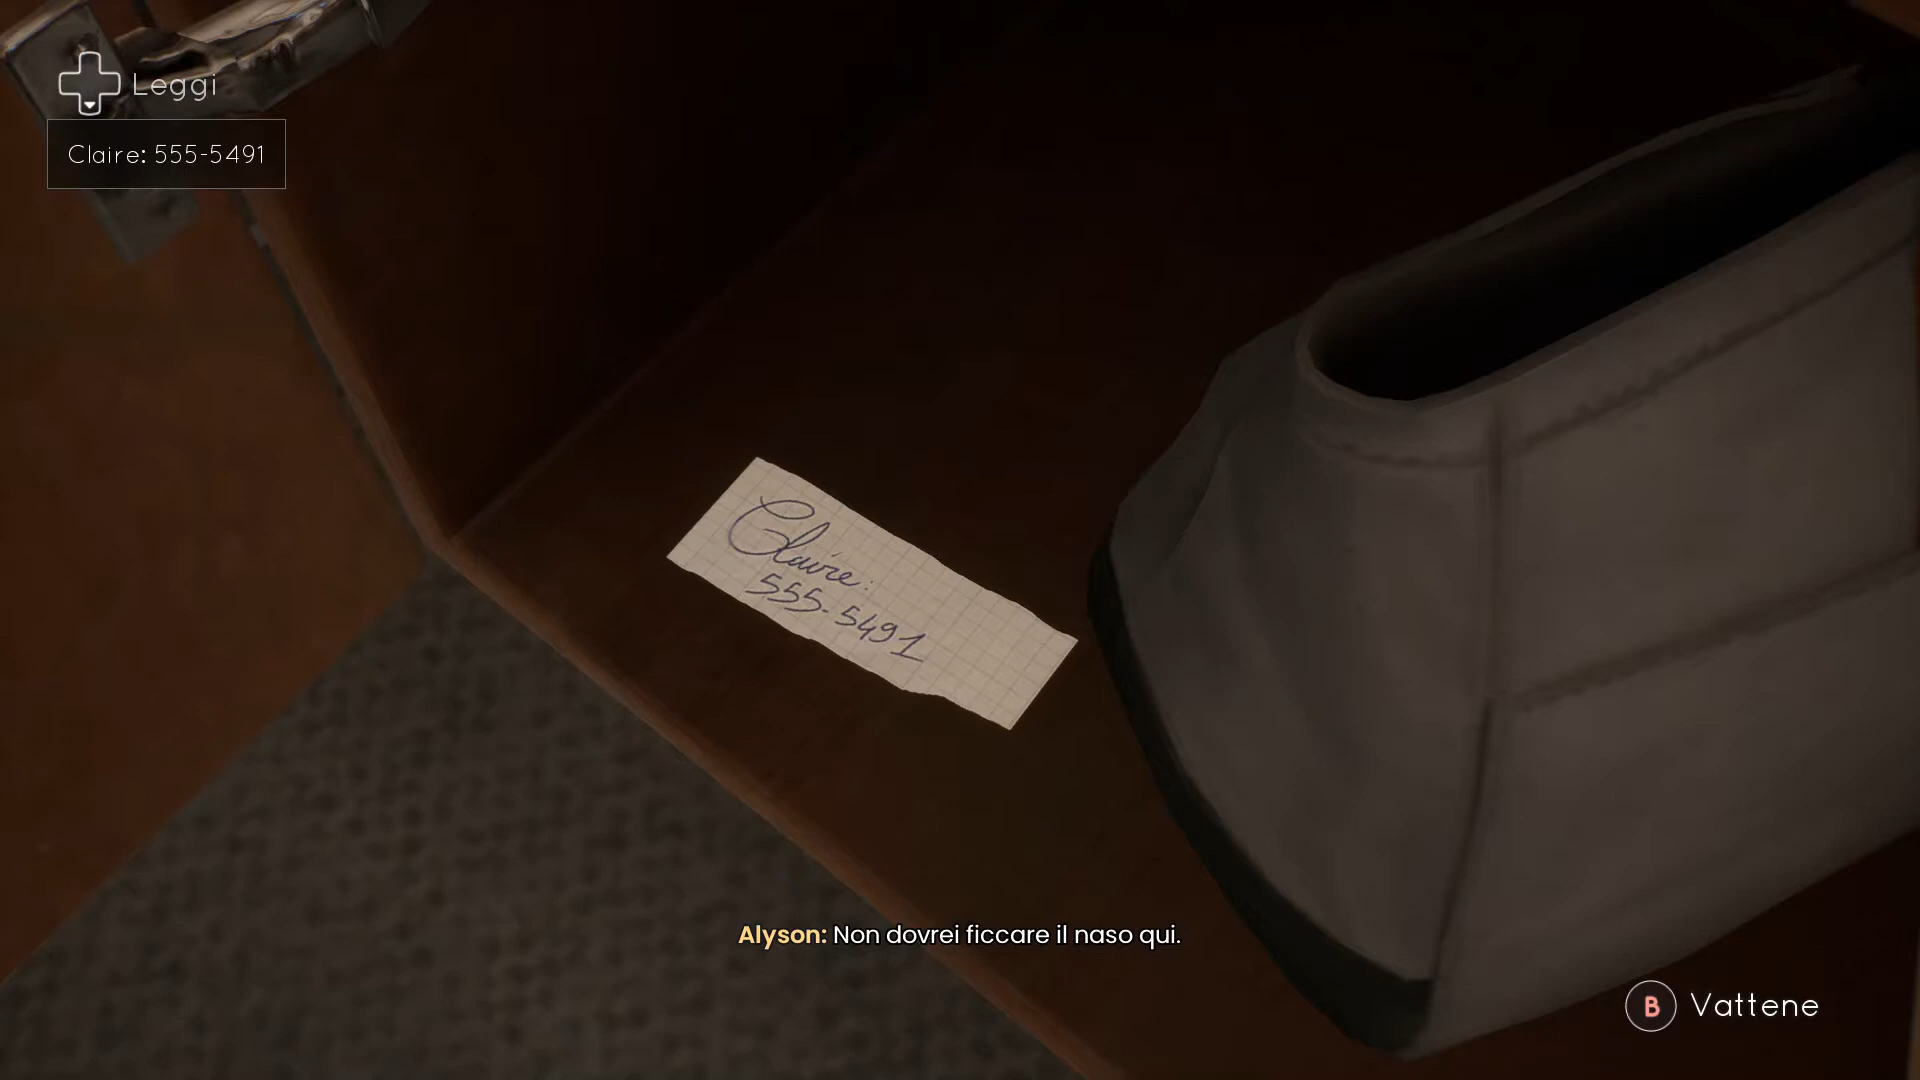 Leggi
Claire: 555-5491
Claire:
555-5491
Alyson: Non dovrei ficcare il naso qui.
B Vattene